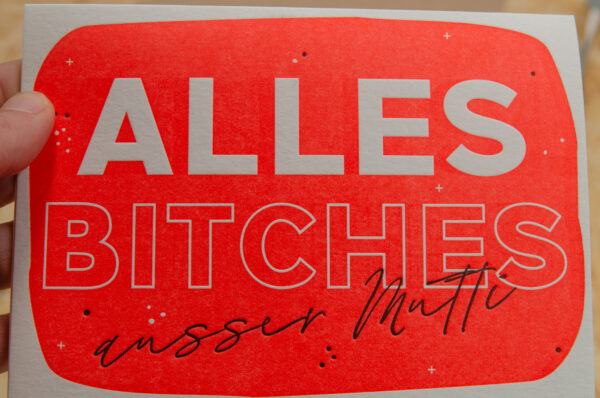 ALLES
BITCHES
ausser Mutti